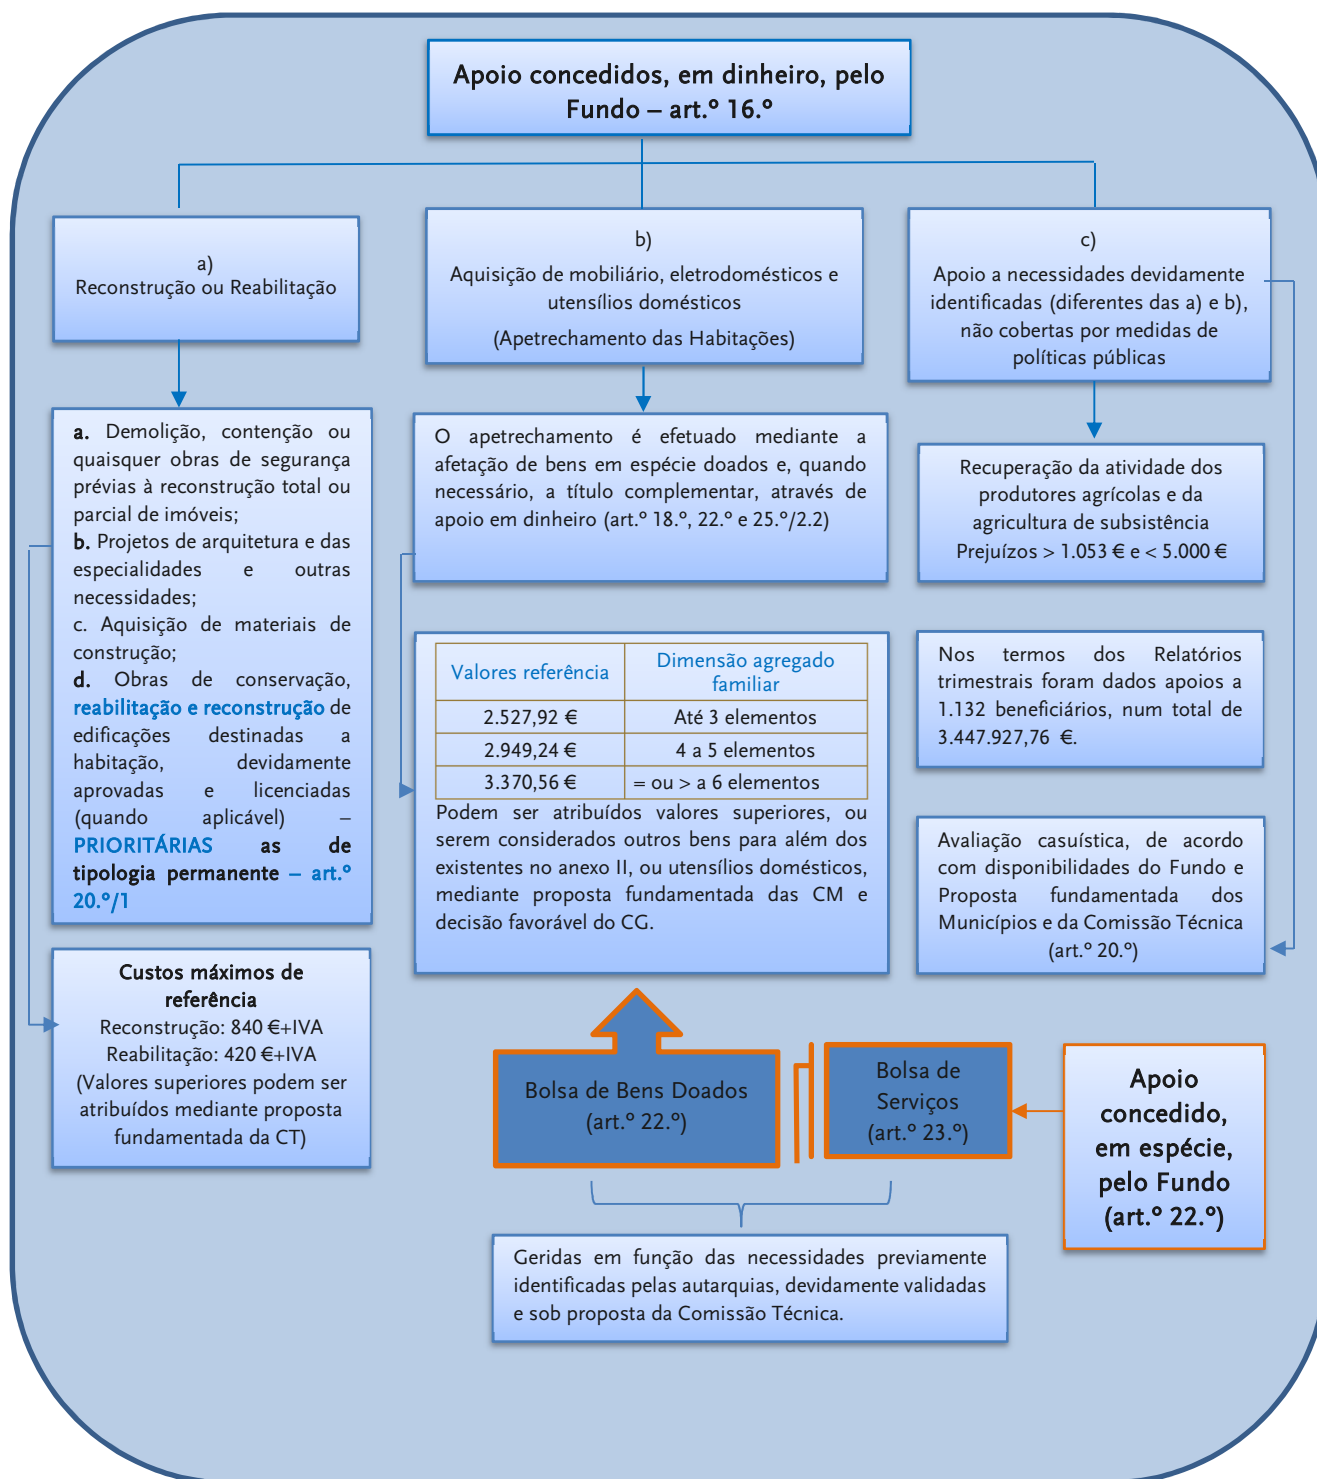 Apoio concedidos, em dinheiro, pelo
Fundo – art.º 16.º
a)
Reconstrução ou Reabilitação
b)
Aquisição de mobiliário, eletrodomésticos e
utensílios domésticos
(Apetrechamento das Habitações)
c)
Apoio a necessidades devidamente
identificadas (diferentes das a) e b),
não cobertas por medidas de
políticas públicas
a. Demolição, contenção ou
quaisquer obras de segurança
prévias à reconstrução total ou
parcial de imóveis;
b. Projetos de arquitetura e das
especialidades e outras
necessidades;
c. Aquisição de materiais de
construção;
d. Obras de conservação,
reabilitação e reconstrução de
edificações destinadas a
habitação, devidamente
aprovadas e licenciadas
(quando aplicável) –
PRIORITÁRIAS as de
tipologia permanente – art.º
20.º/1
Custos máximos de
referência
Reconstrução: 840 €+IVA
Reabilitação: 420 €+IVA
(Valores superiores podem ser
atribuídos mediante proposta
fundamentada da CT)
O apetrechamento é efetuado mediante a
afetação de bens em espécie doados e, quando
necessário, a título complementar, através de
apoio em dinheiro (art.º 18.º, 22.º e 25.º/2.2)
Valores referência
Dimensão agregado
familiar
2.527,92 € Até 3 elementos
2.949,24 € 4 a 5 elementos
3.370,56 € = ou > a 6 elementos
Podem ser atribuídos valores superiores, ou
serem considerados outros bens para além dos
existentes no anexo II, ou utensílios domésticos,
mediante proposta fundamentada das CM e
decisão favorável do CG.
Recuperação da atividade dos
produtores agrícolas e da
agricultura de subsistência
Prejuízos > 1.053 € e < 5.000 €
Nos termos dos Relatórios
trimestrais foram dados apoios a
1.132 beneficiários, num total de
3.447.927,76 €.
Avaliação casuística, de acordo
com disponibilidades do Fundo e
Proposta fundamentada dos
Municípios e da Comissão Técnica
(art.º 20.º)
Bolsa de Bens Doados
(art.º 22.º)
Bolsa de
Serviços
(art.º 23.º)
Apoio
concedido,
em espécie,
pelo Fundo
(art.º 22.º)
Geridas em função das necessidades previamente
identificadas pelas autarquias, devidamente validadas
e sob proposta da Comissão Técnica.